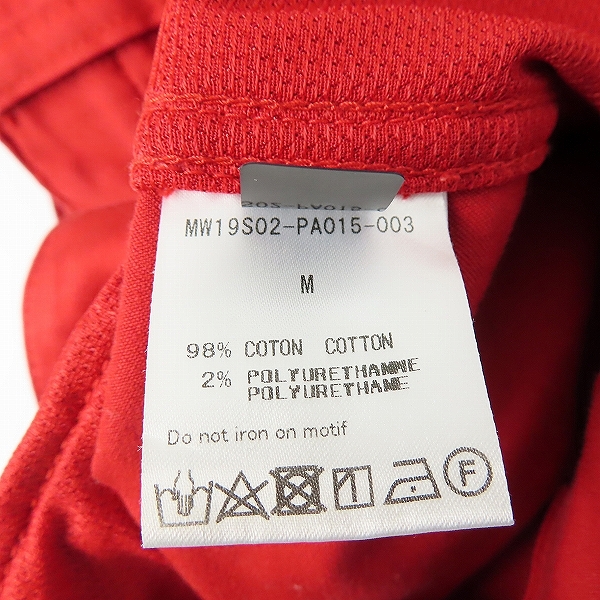 MW19S02-PA015-003
M
98% COTON COTTON
2% POLYURETHANNE
POLYURETHANE
Do not iron on motif
F